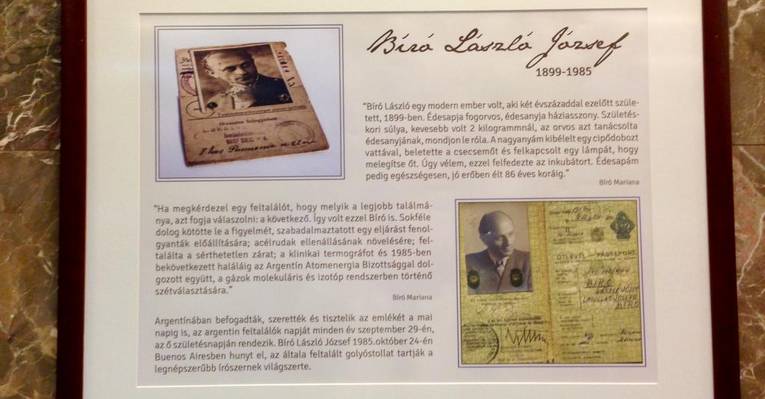 Bíró László József
1899-1985
"Bíró László egy modern ember volt, aki két évszázaddal ezelőtt szüle-
tett, 1899-ben. Édesapja fogorvos, édesanyja háziasszony. Születés-
kori súlya, kevesebb volt 2 kilogrammnál, az orvos azt tanácsolta
édesanyjának, mondjon le róla. A nagyanyám kibélelt egy cipődobozt
vattával, beletette a csecsemőt és felkapcsolt egy lámpát, hogy
melegítse őt. Úgy vélem, ezzel felfedezte az inkubátort. Édesapám
pedig egészségesen, jó erőben élt 86 éves koráig."
Bíró Mariana
"Ha megkérdezel egy feltalálót, hogy melyik a legjobb találmá-
nya, azt fogja válaszolni: a következő. Így volt ezzel Bíró is. Sokféle
dolog kötötte le a figyelmét, szabadalmaztatott egy eljárást fenol-
gyanták előállítására; acélrudak ellenállásának növelésére; fel-
találta a sérthetetlen zárat; a klinikai termográfot és 1985-ben
bekövetkezett haláláig az Argentin Atomenergia Bizottsággal dol-
gozott együtt, a gázok molekuláris és izotóp rendszerben történő
szétválasztására."
Bíró Mariana
Argentínában befogadták, szerették és tisztelik az emlékét a mai
napig is, az argentin feltalálók napját minden év szeptember 29-én,
az ő születésnapján rendezik. Bíró László József 1985.október 24-én
Buenos Airesben hunyt el, az általa feltalált golyóstollat tartják a
legnépszerűbb írószernek világszerte.